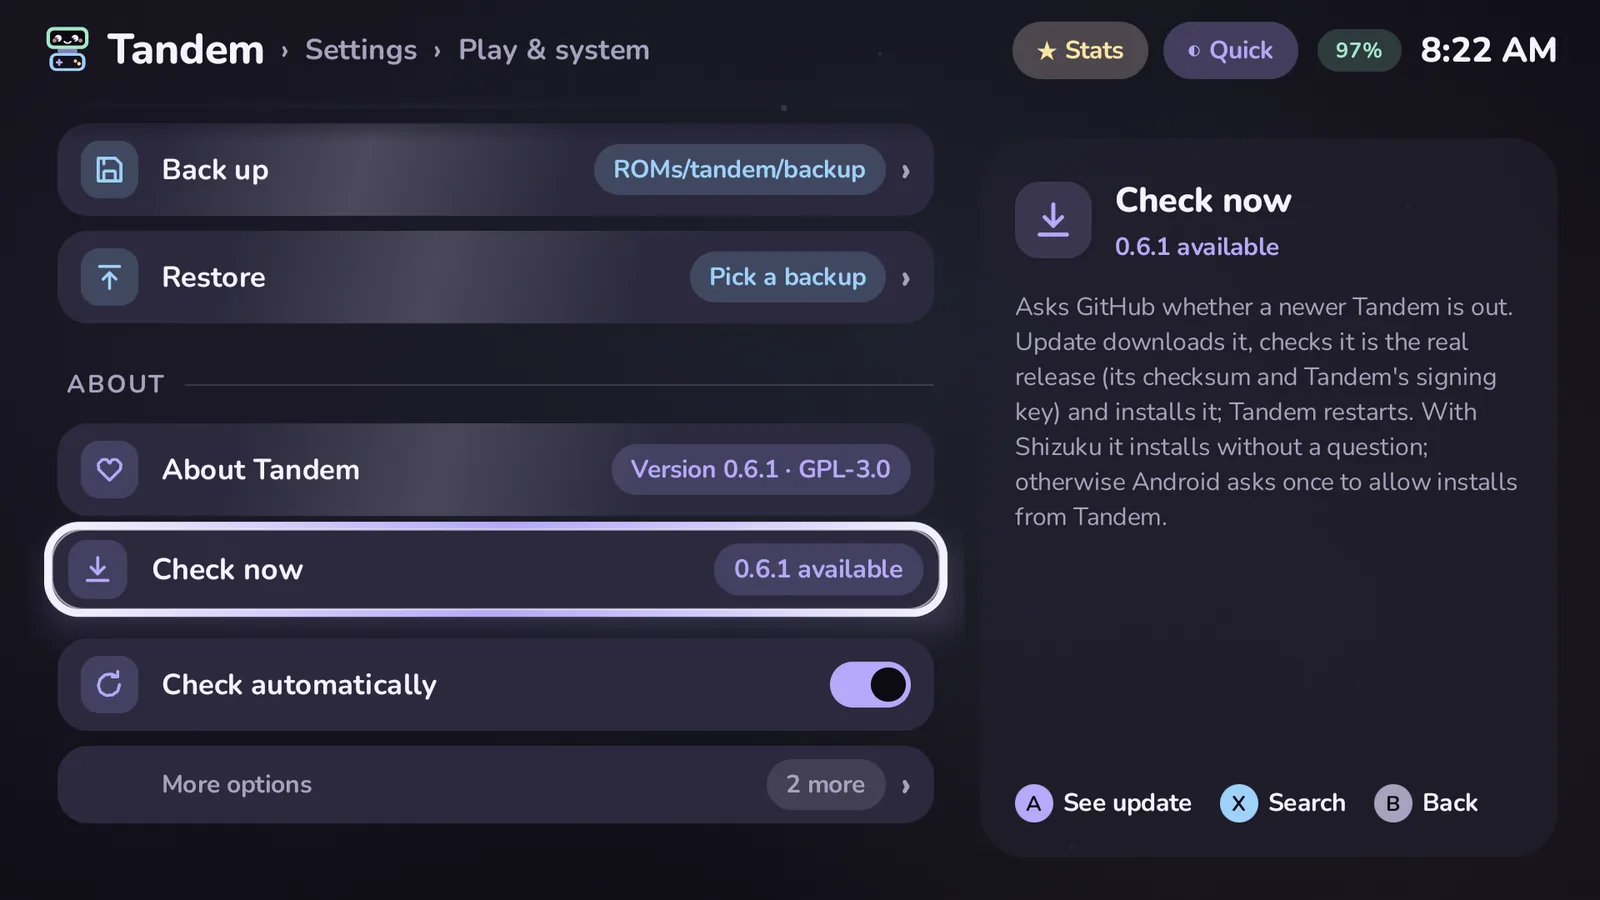 Tandem › Settings › Play & system
★ Stats
Quick
97%
8:22 AM
Back up
ROMs/tandem/backup ›
Restore
Pick a backup ›
ABOUT
About Tandem
Version 0.6.1 · GPL-3.0
Check now
0.6.1 available
Check automatically
More options
2 more ›
Check now
0.6.1 available
Asks GitHub whether a newer Tandem is out.
Update downloads it, checks it is the real
release (its checksum and Tandem's signing
key) and installs it; Tandem restarts. With
Shizuku it installs without a question;
otherwise Android asks once to allow installs
from Tandem.
A See update
X Search
B Back